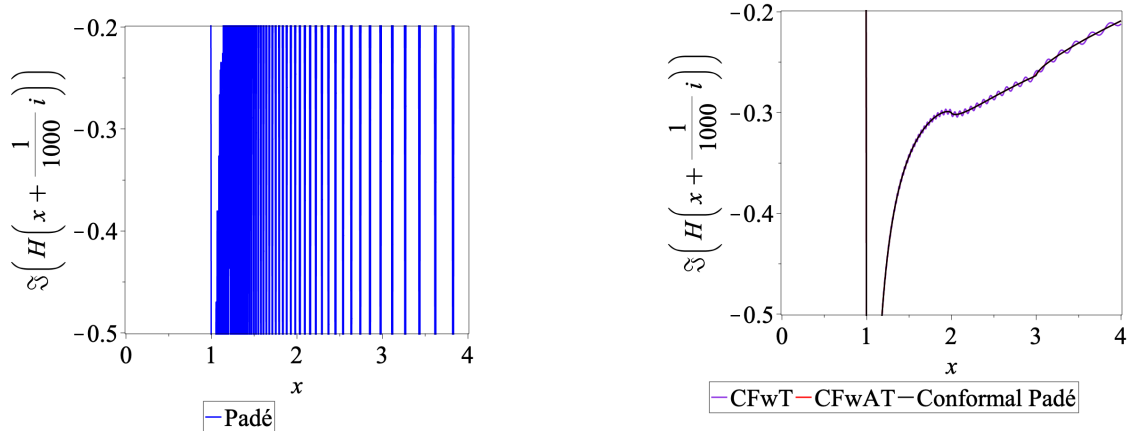 −0.2
−0.3
−0.4
−0.5
ℑ(H(x + 1/1000 i))
0 1 2 3 4
x
Padé
−0.2
−0.3
−0.4
−0.5
ℑ(H(x + 1/1000 i))
0 1 2 3 4
x
CFwT CFwAT Conformal Padé